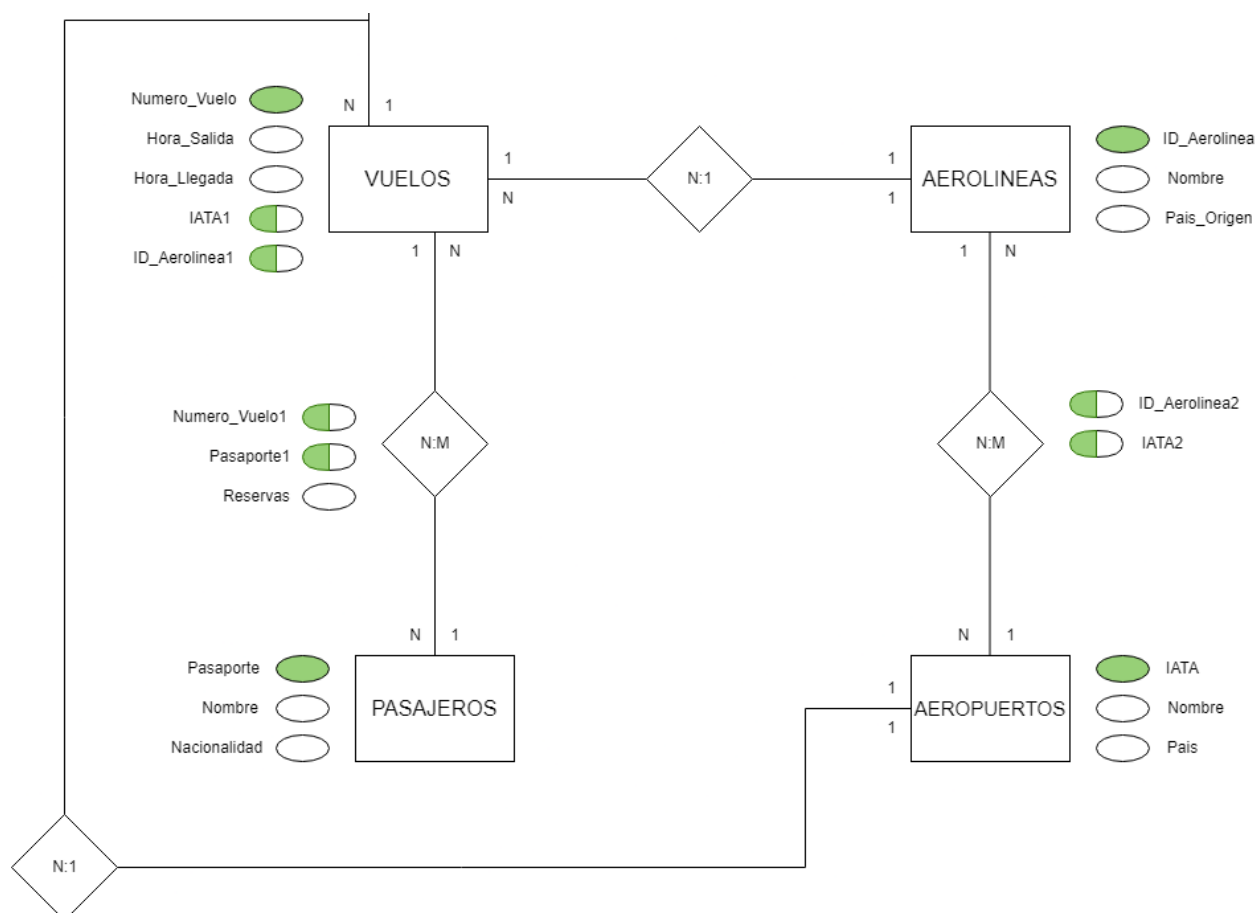 N 1
Numero_Vuelo
Hora_Salida
Hora_Llegada
IATA1
ID_Aerolinea1
VUELOS
1
N
N:1
1
1
AEROLINEAS
ID_Aerolinea
Nombre
Pais_Origen
1 N
1 N
Numero_Vuelo1
Pasaporte1
Reservas
N:M
N:M
ID_Aerolinea2
IATA2
N 1
N 1
Pasaporte
Nombre
Nacionalidad
PASAJEROS
1
1
AEROPUERTOS
IATA
Nombre
Pais
N:1